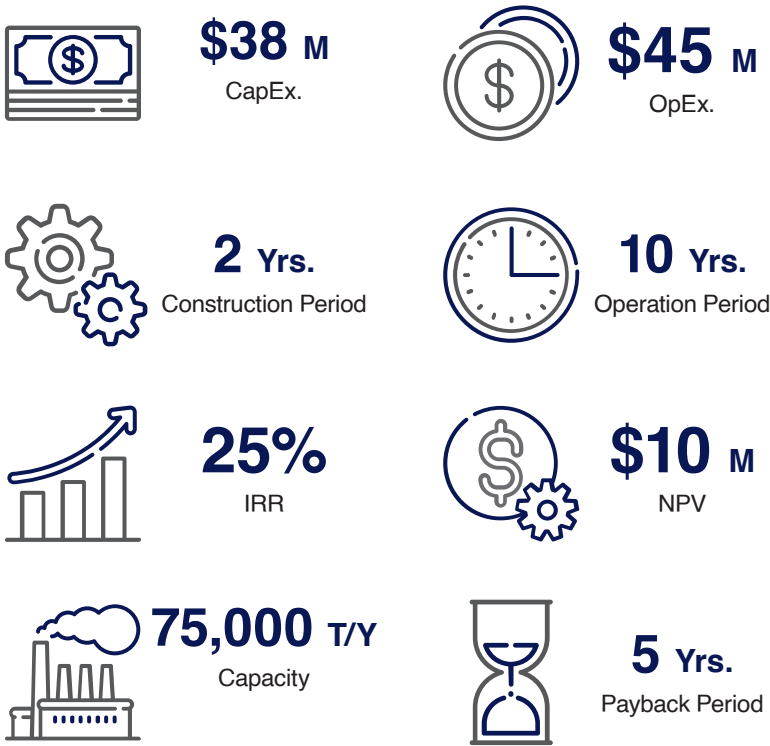 $38 M
CapEx.
$45 M
OpEx.
2 Yrs.
Construction Period
10 Yrs.
Operation Period
25%
IRR
$10 M
NPV
75,000 T/Y
Capacity
5 Yrs.
Payback Period